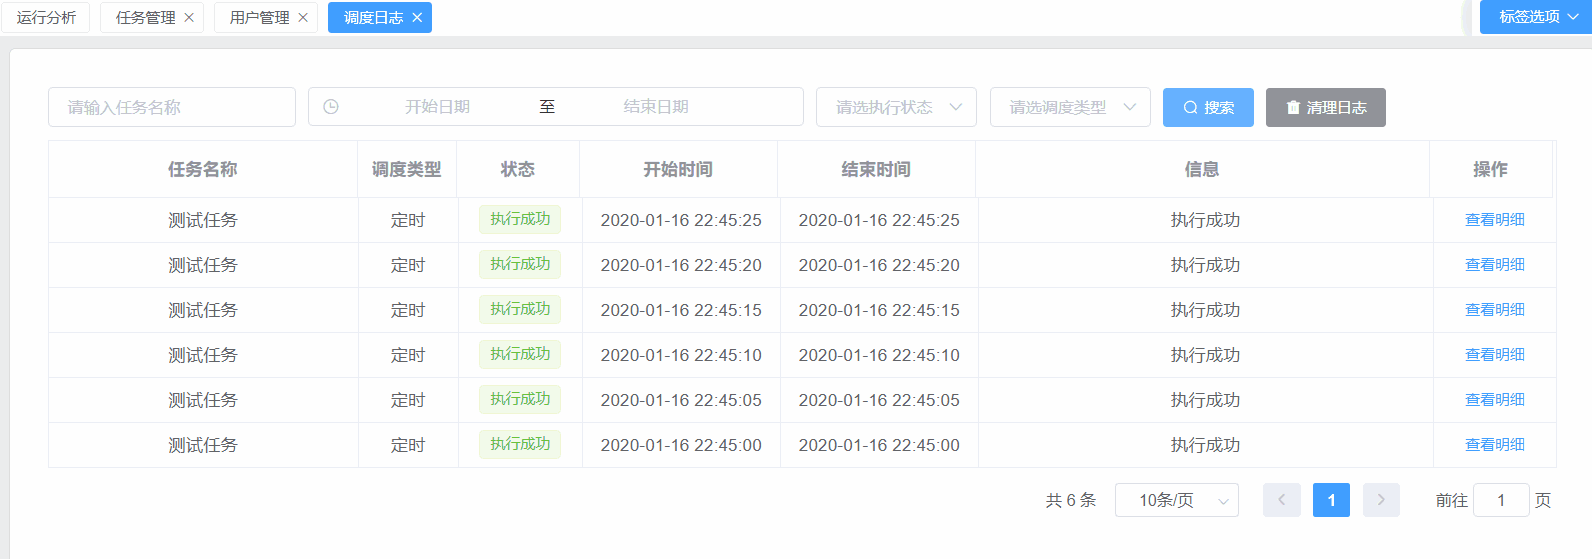 运行分析 任务管理 用户管理 调度日志 标签选项
请输入任务名称 开始日期 至 结束日期 请选执行状态 请选调度类型 搜索 清理日志
任务名称 调度类型 状态 开始时间 结束时间 信息 操作
测试任务 定时 执行成功 2020-01-16 22:45:25 2020-01-16 22:45:25 执行成功 查看明细
测试任务 定时 执行成功 2020-01-16 22:45:20 2020-01-16 22:45:20 执行成功 查看明细
测试任务 定时 执行成功 2020-01-16 22:45:15 2020-01-16 22:45:15 执行成功 查看明细
测试任务 定时 执行成功 2020-01-16 22:45:10 2020-01-16 22:45:10 执行成功 查看明细
测试任务 定时 执行成功 2020-01-16 22:45:05 2020-01-16 22:45:05 执行成功 查看明细
测试任务 定时 执行成功 2020-01-16 22:45:00 2020-01-16 22:45:00 执行成功 查看明细
共 6 条 10条/页 1 前往 1 页